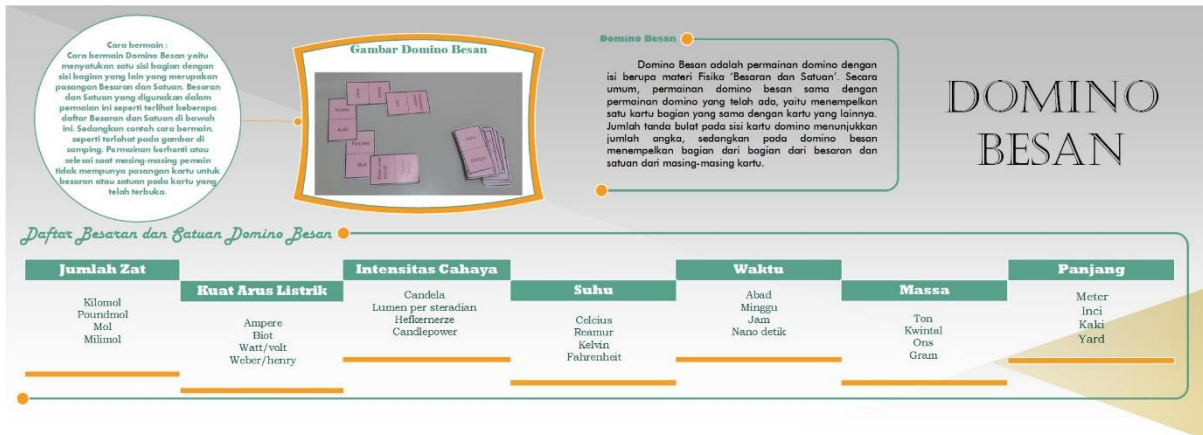 Cara bermain :
Cara bermain Domino Besan yaitu
menyatukan satu sisi bagian dengan
sisi bagian yang lain yang merupakan
pasangan Besaran dan Satuan. Besaran
dan Satuan yang digunakan dalam
permaian ini seperti terlihat beberapa
daftar Besaran dan Satuan di bawah
ini. Sedangkan contoh cara bermain,
seperti terlohat pada gambar di
samping. Permainan berhenti atau
selesai saat masing-masing pemain
tidak mempunya pasangan kartu untuk
besaran atau satuan pada kartu yang
telah terbuka.
Gambar Domino Besan
Kaki
Domino Besan
Domino Besan adalah permainan domino dengan
isi berupa materi Fisika ‘Besaran dan Satuan’. Secara
umum, permainan domino besan sama dengan
permainan domino yang telah ada, yaitu menempelkan
satu kartu bagian yang sama dengan kartu yang lainnya.
Jumlah tanda bulat pada sisi kartu domino menunjukkan
jumlah angka, sedangkan pada domino besan
menempelkan bagian dari bagian dari besaran dan
satuan dari masing-masing kartu.
DOMINO
BESAN
Daftar Besaran dan Satuan Domino Besan
Jumlah Zat
Kilomol
Poundmol
Mol
Milimol
Kuat Arus Listrik
Ampere
Biot
Watt/volt
Weber/henry
Intensitas Cahaya
Candela
Lumen per steradian
Hefkernerze
Candlepower
Suhu
Celcius
Reamur
Kelvin
Fahrenheit
Waktu
Abad
Minggu
Jam
Nano detik
Massa
Ton
Kwintal
Ons
Gram
Panjang
Meter
Inci
Kaki
Yard